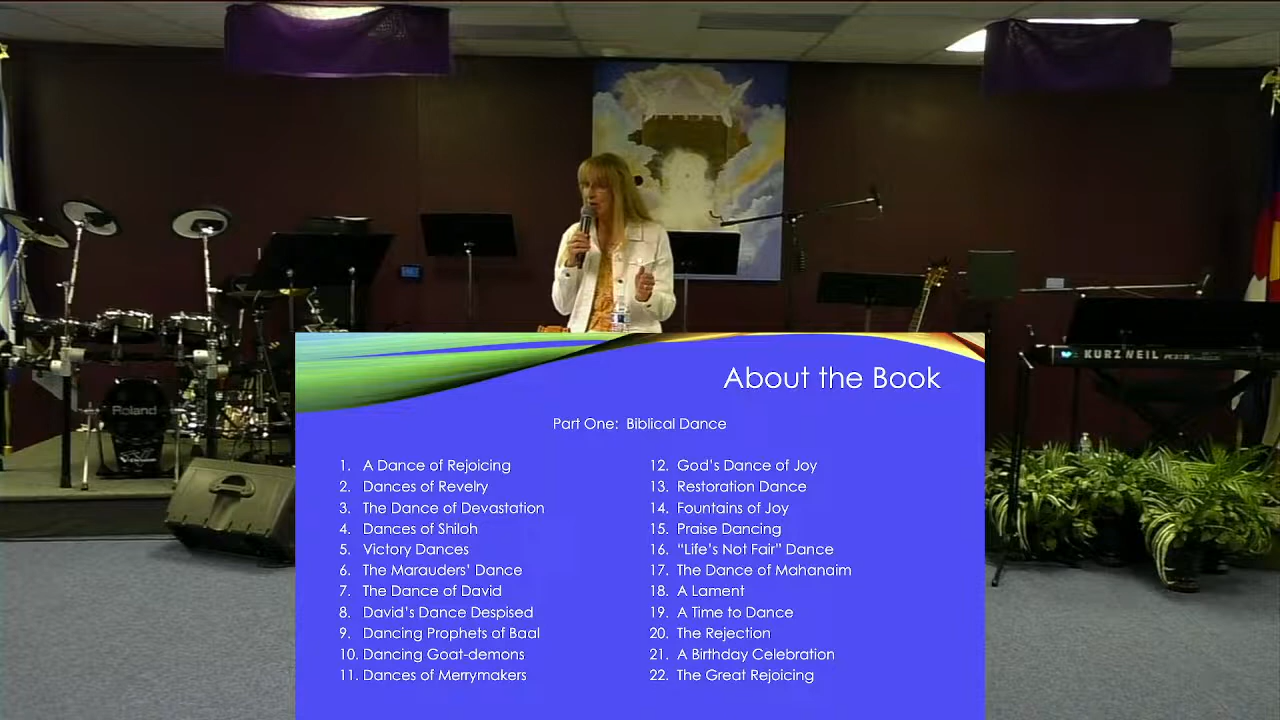 Roland
KURZWEIL
About the Book
Part One: Biblical Dance
1. A Dance of Rejoicing
2. Dances of Revelry
3. The Dance of Devastation
4. Dances of Shiloh
5. Victory Dances
6. The Marauders' Dance
7. The Dance of David
8. David's Dance Despised
9. Dancing Prophets of Baal
10. Dancing Goat-demons
11. Dances of Merrymakers
12. God's Dance of Joy
13. Restoration Dance
14. Fountains of Joy
15. Praise Dancing
16. "Life's Not Fair" Dance
17. The Dance of Mahanaim
18. A Lament
19. A Time to Dance
20. The Rejection
21. A Birthday Celebration
22. The Great Rejoicing